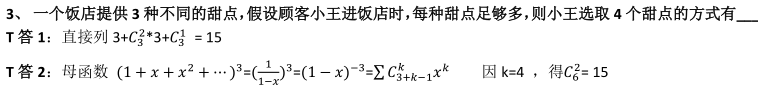 3、 一个饭店提供 3 种不同的甜点，假设顾客小王进饭店时，每种甜点足够多，则小王选取 4 个甜点的方式有___
T 答 1：直接列 3+C₃²*3+C₃¹ = 15
T 答 2：母函数 (1 + x + x² + ⋯ )³=(1/(1−x))³=(1 − x)⁻³=∑ C₃₊ₖ₋₁ᵏxᵏ 因 k=4 ，得C₆²= 15